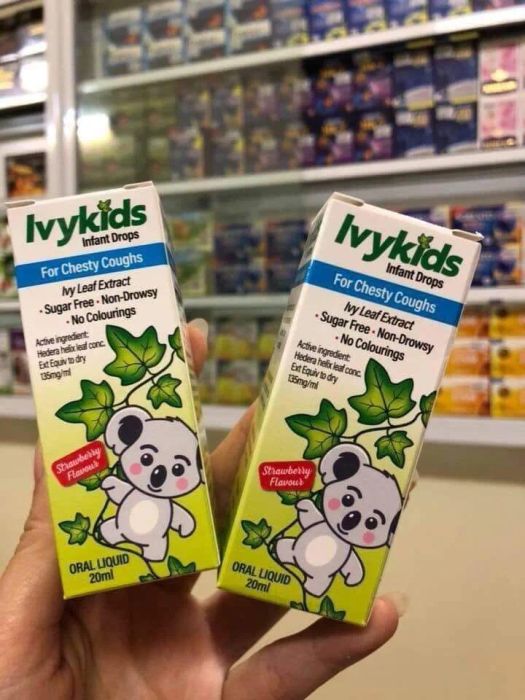 Ivykids
Infant Drops
For Chesty Coughs
Ivy Leaf Extract
• Sugar Free • Non-Drowsy
• No Colourings
Active ingredient:
Hedera helix leaf conc.
Ext Equiv to dry
135mg/ml
Strawberry
Flavour
ORAL LIQUID
20ml
Ivykids
Infant Drops
For Chesty Coughs
Ivy Leaf Extract
• Sugar Free • Non-Drowsy
• No Colourings
Active ingredient:
Hedera helix leaf conc.
Ext Equiv to dry
135mg/ml
Strawberry
Flavour
ORAL LIQUID
20ml